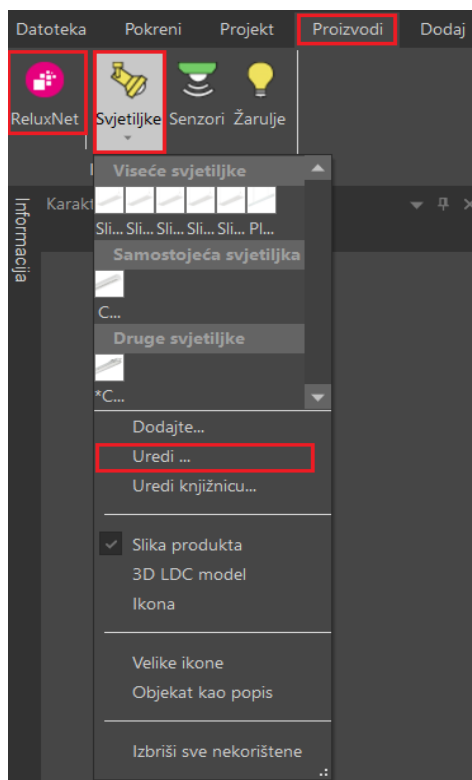 Datoteka Pokreni Projekt Proizvodi Dodaj
ReluxNet Svjetiljke Senzori Žarulje
Informacija
Karakt
Viseće svjetiljke
Sli... Sli... Sli... Sli... Sli... Pl...
Samostojeća svjetiljka
C...
Druge svjetiljke
*C...
Dodajte...
Uredi ...
Uredi knjižnicu...
Slika produkta
3D LDC model
Ikona
Velike ikone
Objekat kao popis
Izbriši sve nekorištene